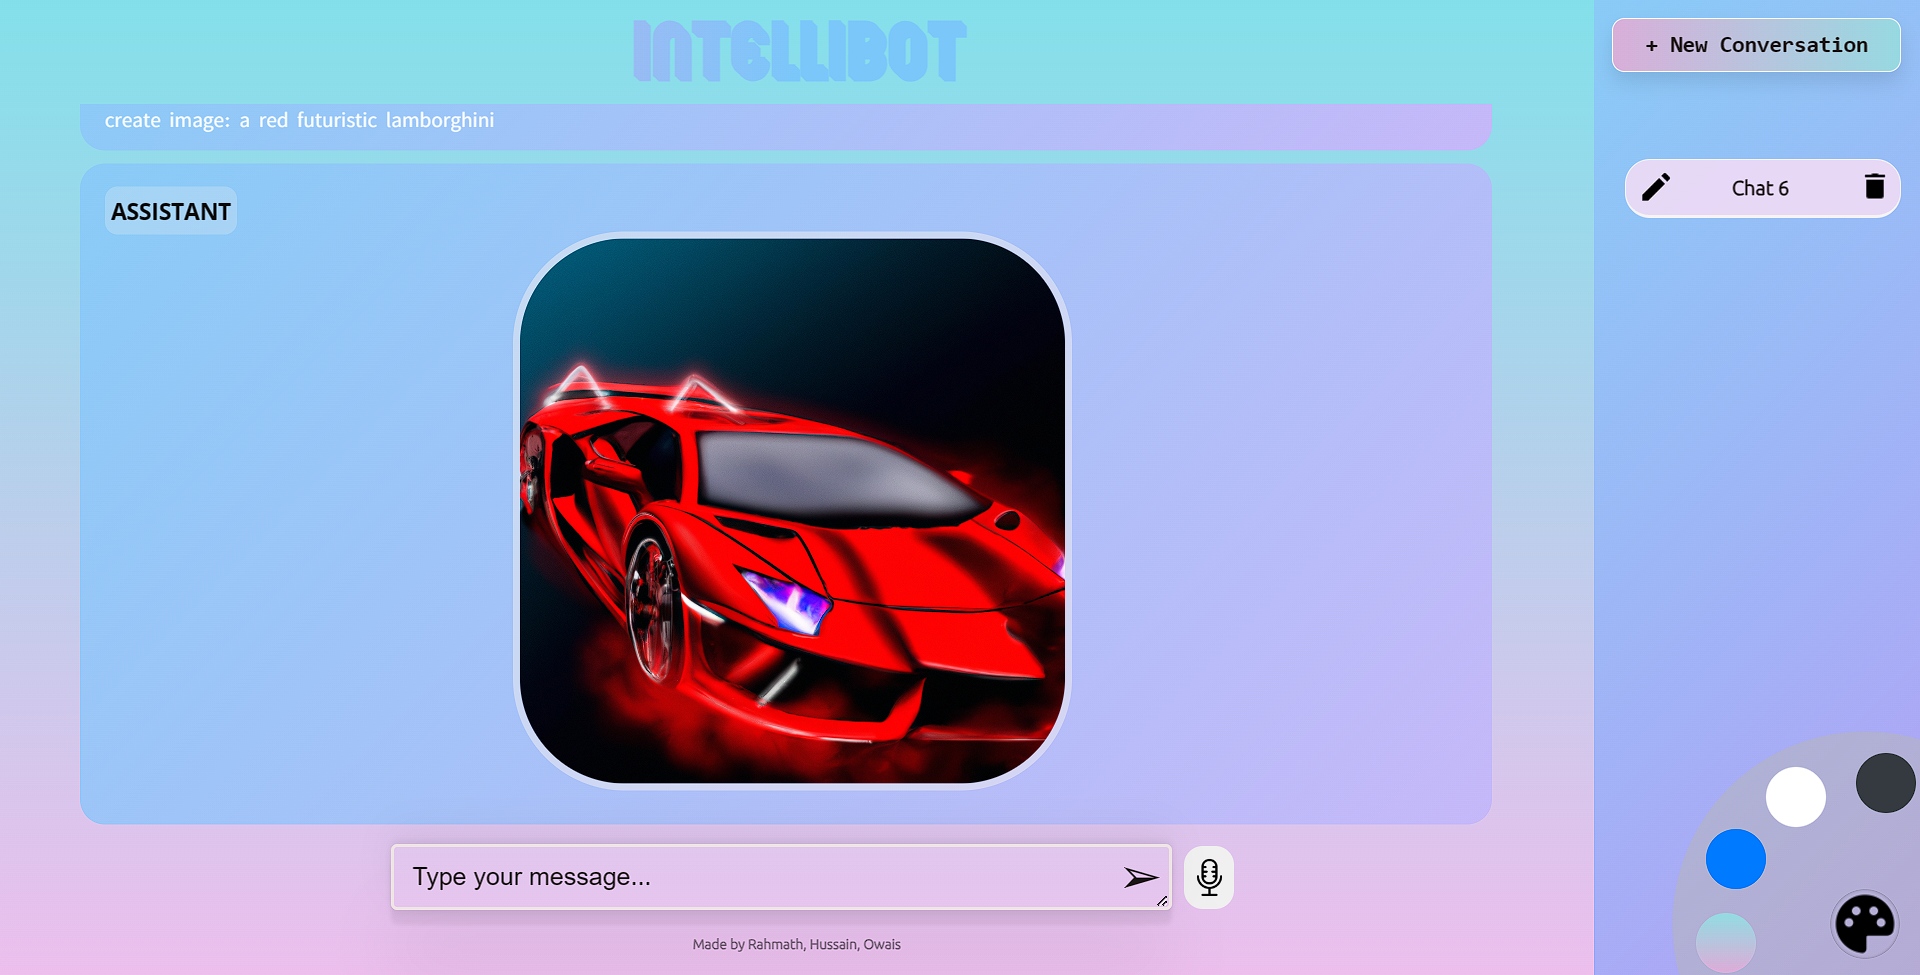 INTELLIBOT
+ New Conversation
create image: a red futuristic lamborghini
Chat 6
ASSISTANT
Type your message...
Made by Rahmath, Hussain, Owais